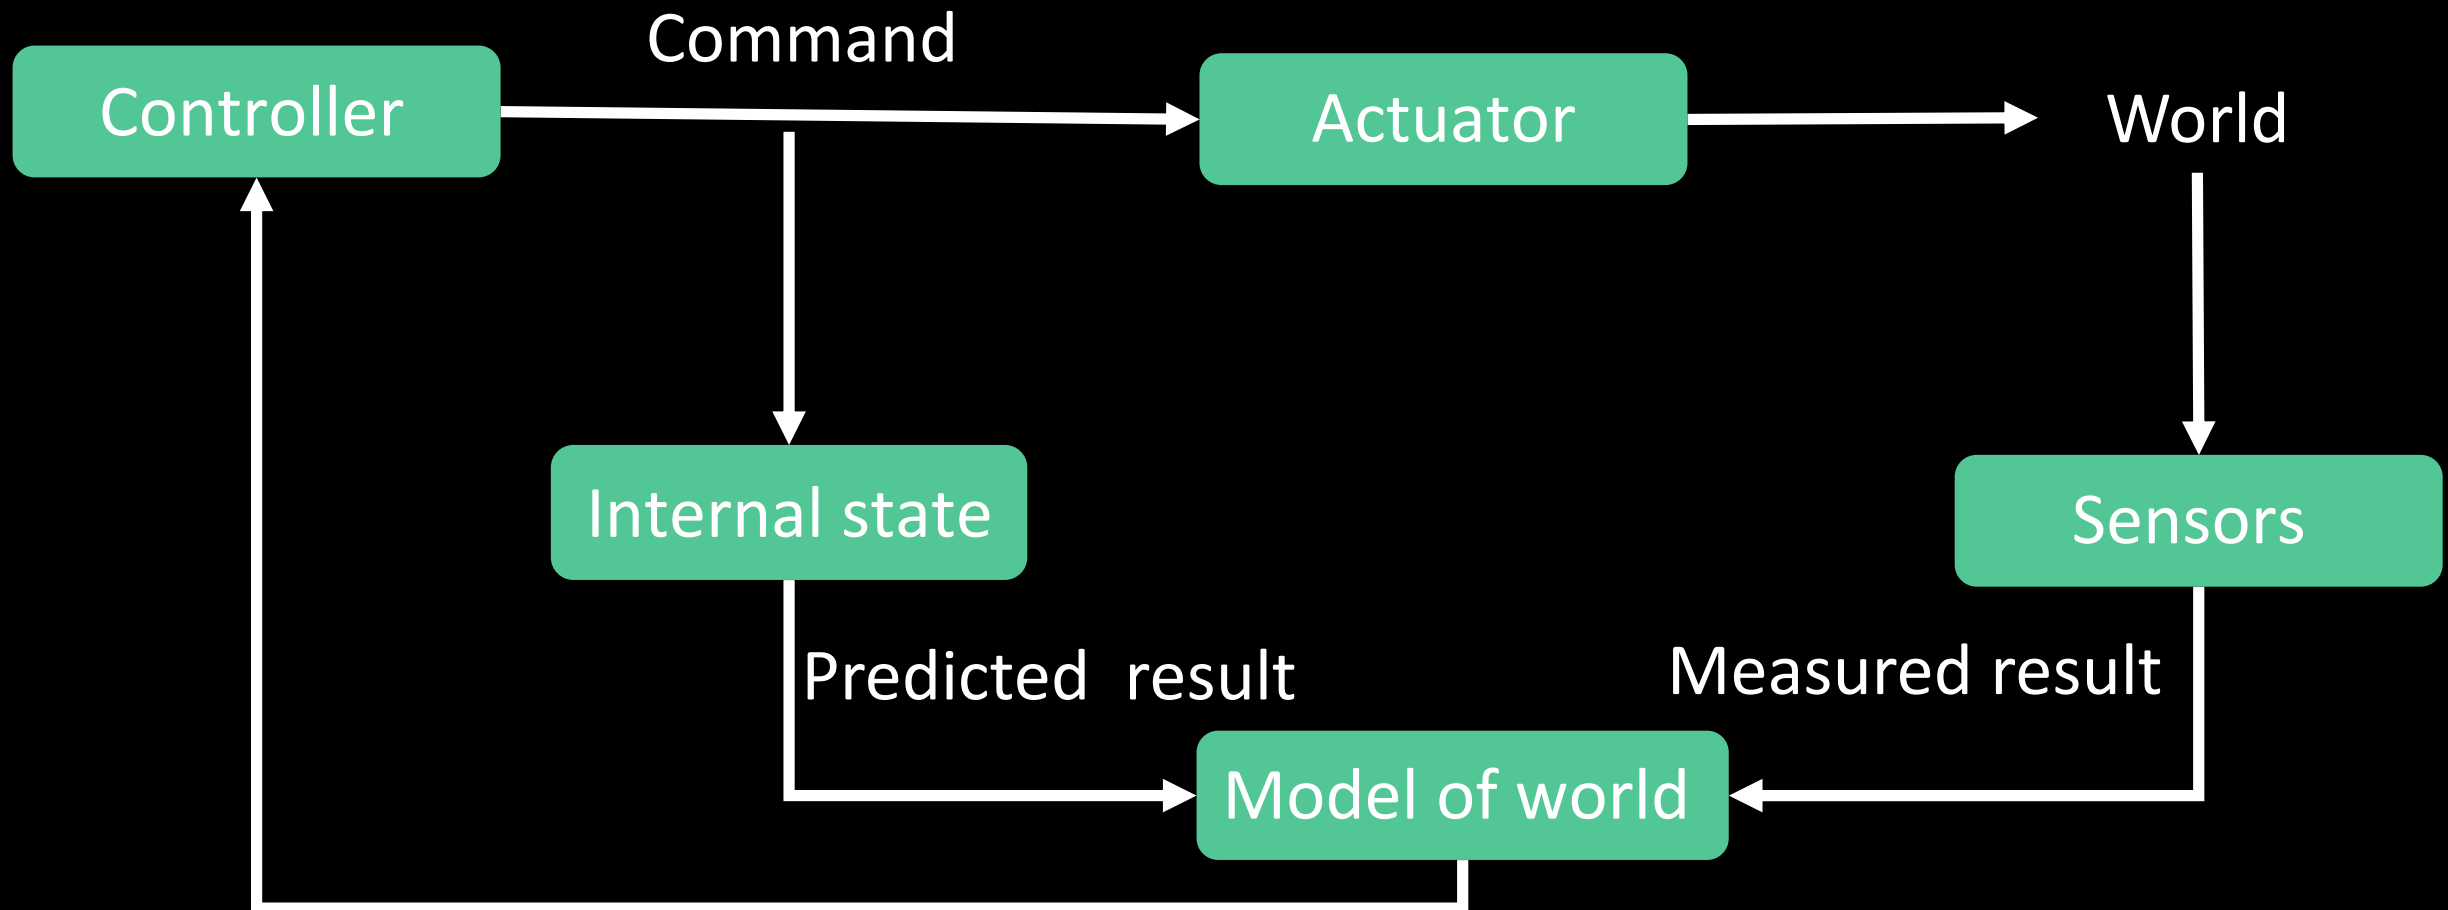 Command
Controller
Actuator
World
Internal state
Sensors
Predicted result
Measured result
Model of world